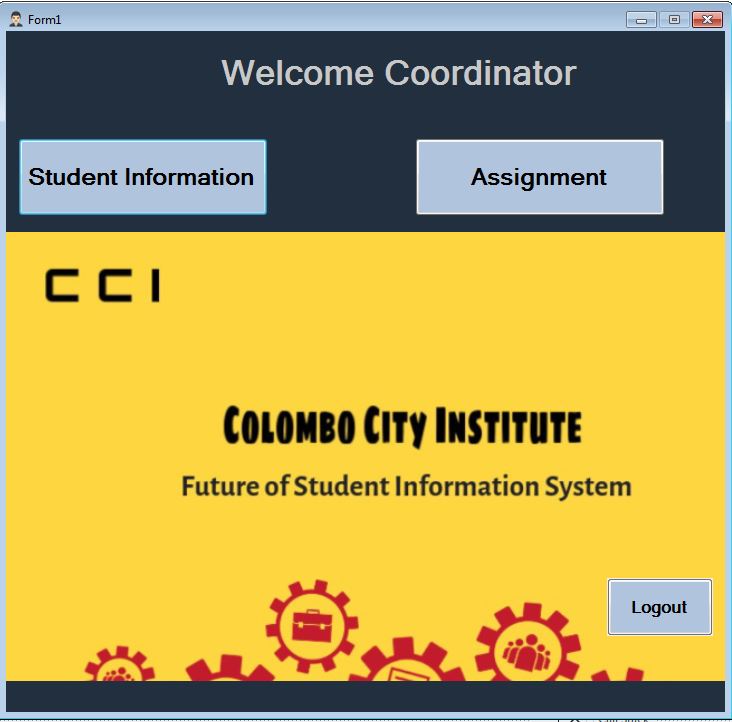 Form1
Welcome Coordinator
Student Information
Assignment
CCI
Colombo City Institute
Future of Student Information System
Logout